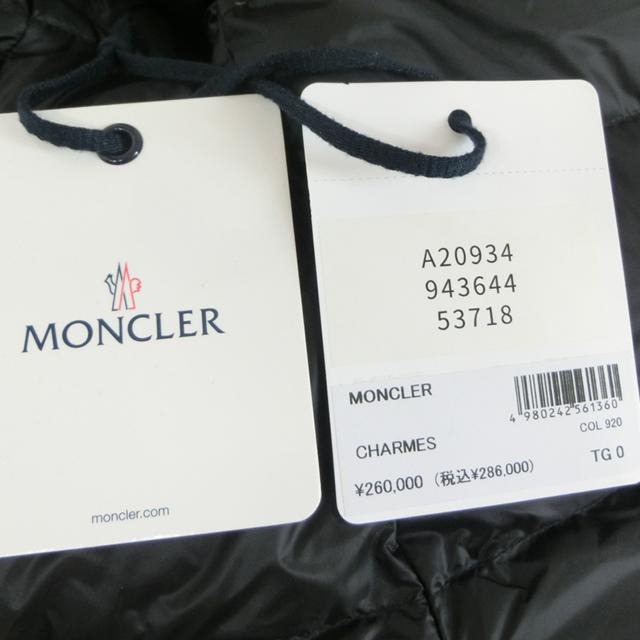 MONCLER
moncler.com
A20934
943644
53718
MONCLER
4 980242 561360
COL 920
CHARMES
TG 0
¥260,000 (税込¥286,000)